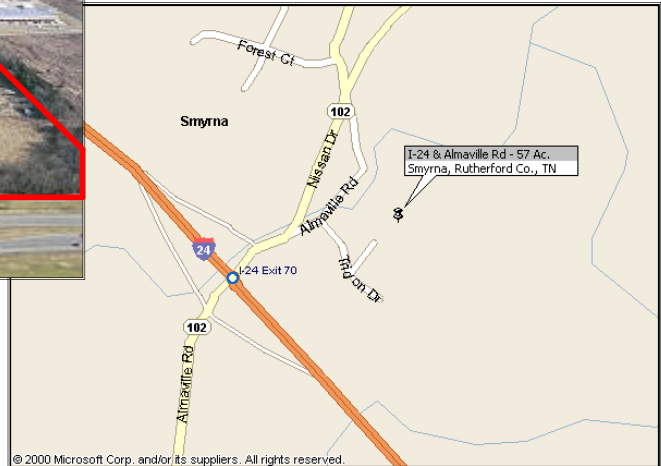 Forest Ct
102
Smyrna
Nissan Dr
I-24 & Almaville Rd - 57 Ac.
Smyrna, Rutherford Co., TN
Almaville Rd
24
I-24 Exit 70
Tridon Dr
102
Almaville Rd
© 2000 Microsoft Corp. and/or its suppliers. All rights reserved.